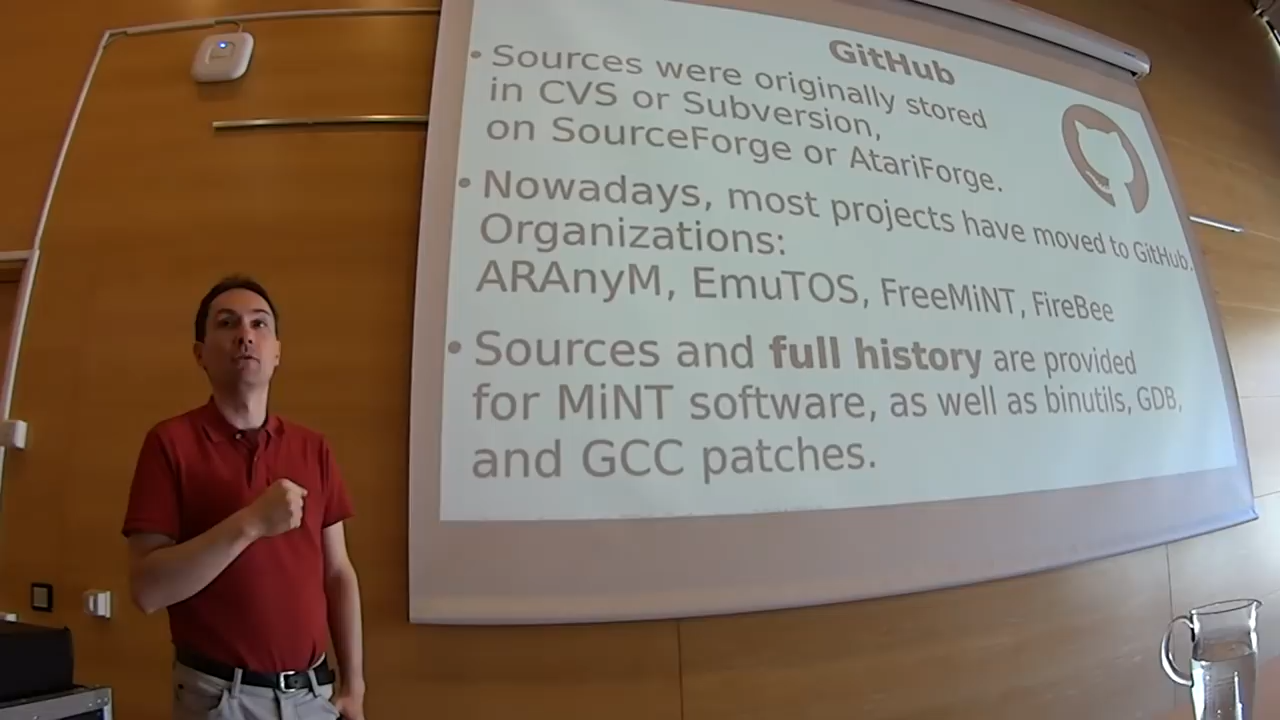 GitHub
• Sources were originally stored
in CVS or Subversion,
on SourceForge or AtariForge.
• Nowadays, most projects have moved to GitHub.
Organizations:
ARAnyM, EmuTOS, FreeMiNT, FireBee
• Sources and full history are provided
for MiNT software, as well as binutils, GDB,
and GCC patches.